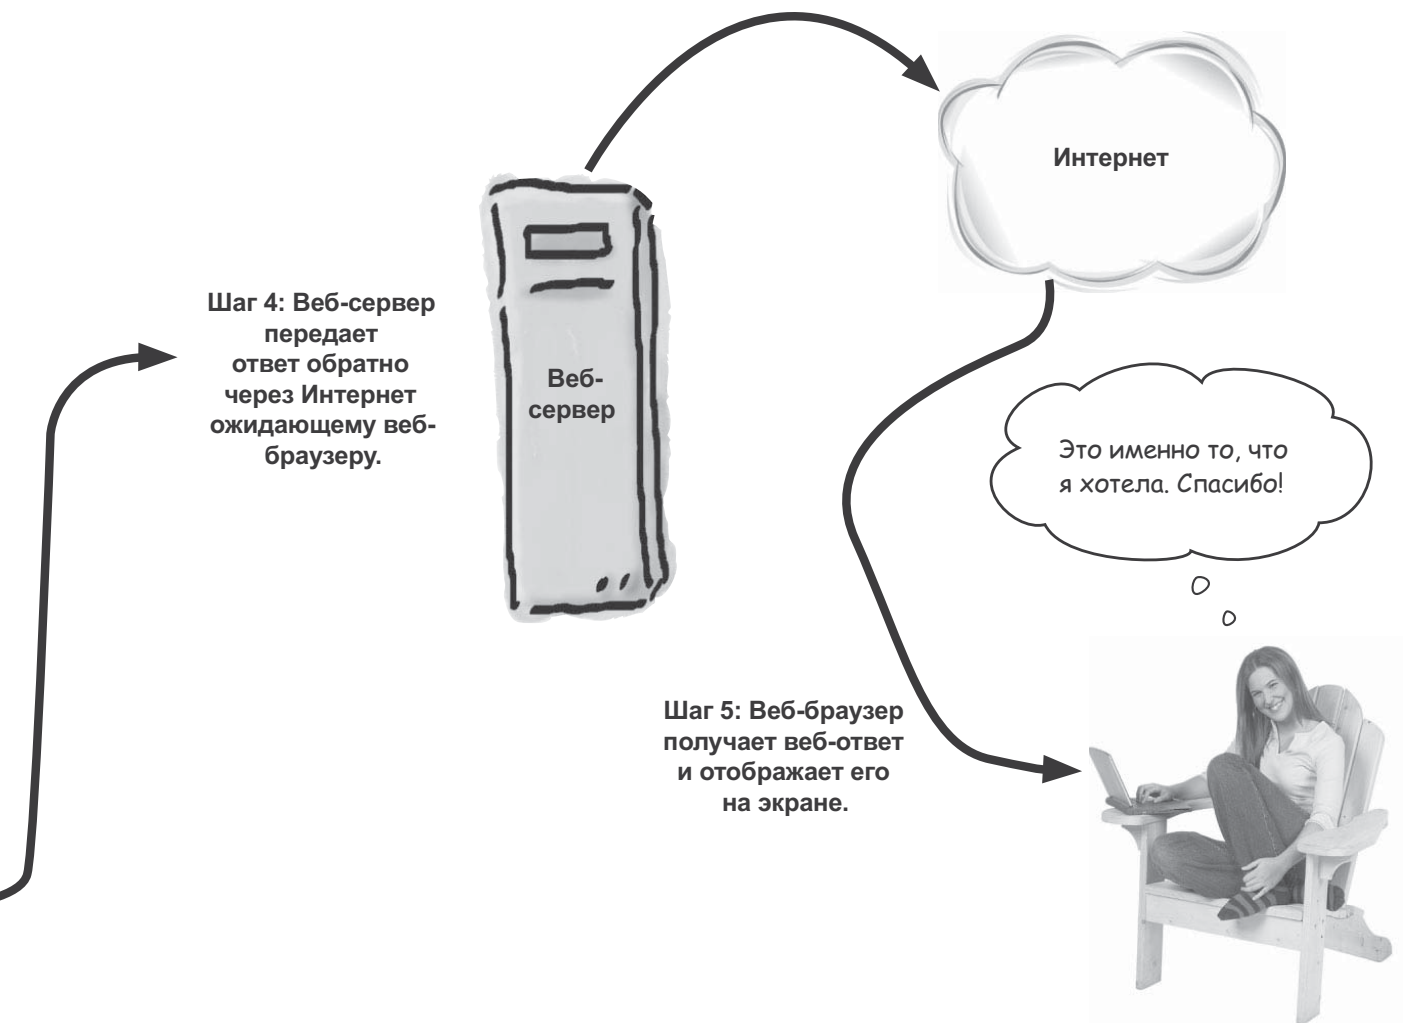 Интернет
Шаг 4: Веб-сервер
передает
ответ обратно
через Интернет
ожидающему веб-
браузеру.
Веб-
сервер
Это именно то, что
я хотела. Спасибо!
Шаг 5: Веб-браузер
получает веб-ответ
и отображает его
на экране.